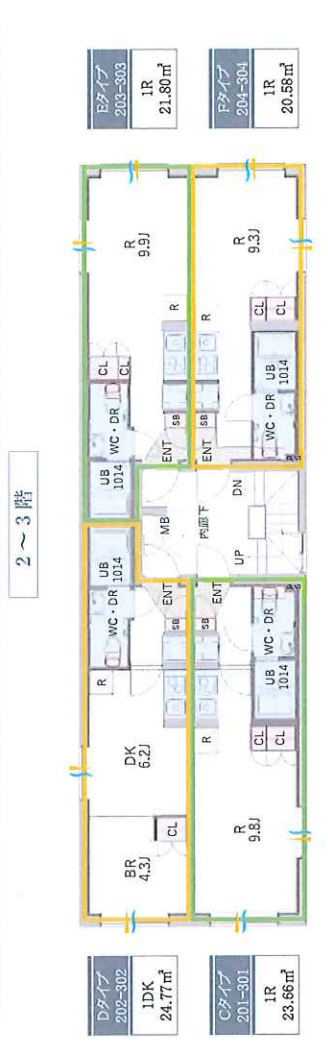 2～3階
Dタイプ
202-302
1DK
24.77㎡
Eタイプ
203-303
1R
21.80㎡
Cタイプ
201-301
1R
23.66㎡
Fタイプ
204-304
1R
20.58㎡
BR
4.3J
CL
DK
6.2J
R
WC・DR
UB
1014
SB
ENT
MB
UB
1014
WC・DR
CL
CL
ENT
SB
R
R
9.9J
R
9.8J
CL
CL
R
UB
1014
WC・DR
SB
ENT
UP
内廊下
DN
ENT
SB
WC・DR
UB
1014
R
CL
CL
R
9.3J